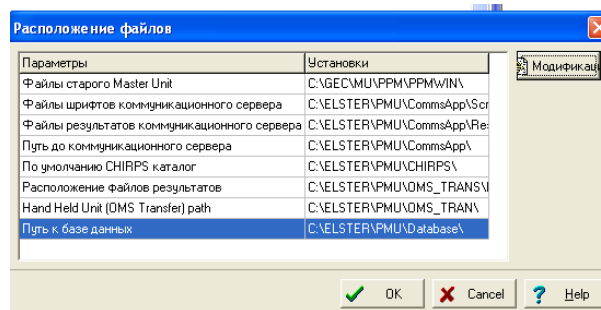 Расположение файлов
Параметры Установки
Файлы старого Master Unit C:\GEC\MU\PPM\PPMWIN\
Файлы шрифтов коммуникационного сервера C:\ELSTER\PMU\CommsApp\Scr
Файлы результатов коммуникационного сервера C:\ELSTER\PMU\CommsApp\Re
Путь до коммуникационного сервера C:\ELSTER\PMU\CommsApp\
По умолчанию CHIRPS каталог C:\ELSTER\PMU\CHIRPS\
Расположение файлов результатов C:\ELSTER\PMU\OMS_TRANS\
Hand Held Unit (OMS Transfer) path C:\ELSTER\PMU\OMS_TRAN\
Путь к базе данных C:\ELSTER\PMU\Database\
Модификац
OK Cancel Help